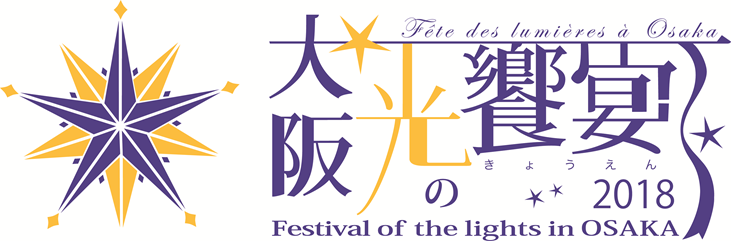 Fête des lumières à Osaka
大阪光の饗宴
きょうえん
2018
Festival of the lights in OSAKA